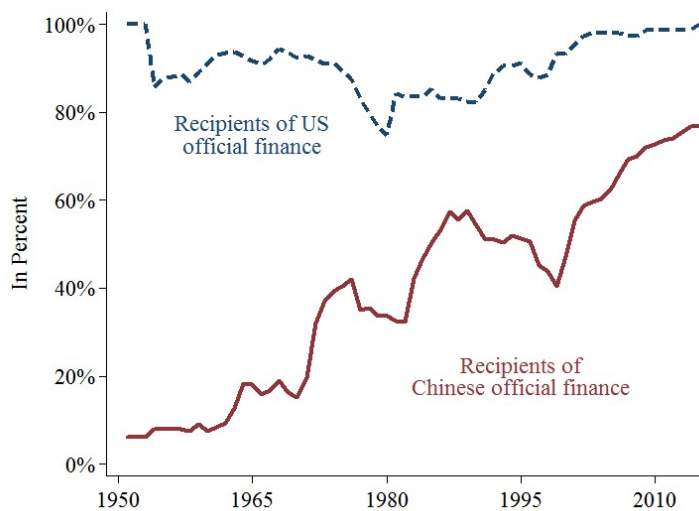 100%
80%
60%
40%
20%
0%
In Percent
Recipients of US
official finance
Recipients of
Chinese official finance
1950
1965
1980
1995
2010